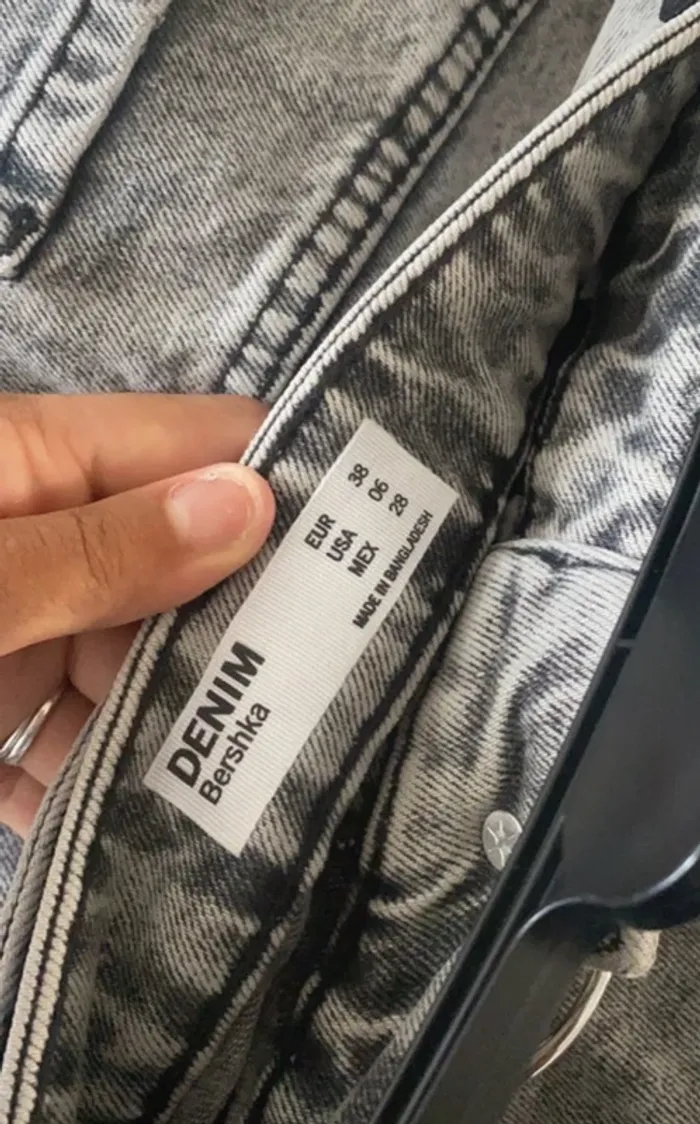 DENIM
Bershka
EUR 38
USA 06
MEX 28
MADE IN BANGLADESH